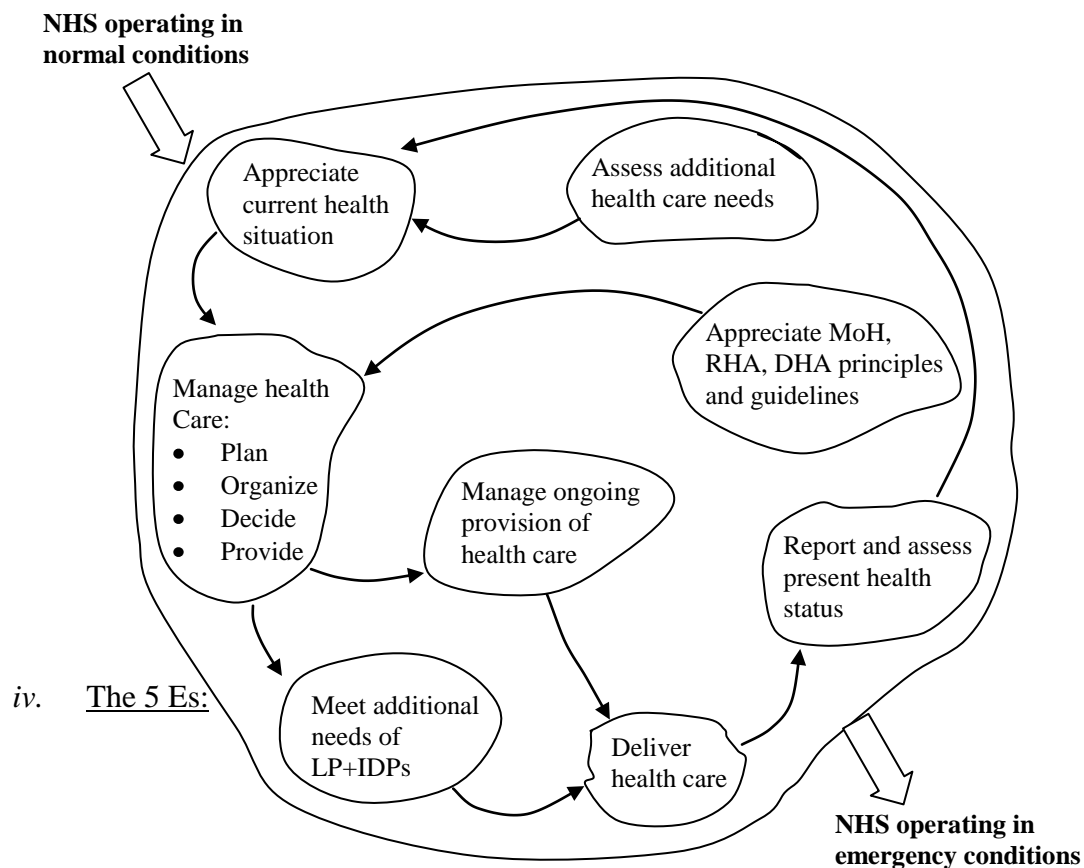 NHS operating in
normal conditions
Appreciate
current health
situation
Assess additional
health care needs
Appreciate MoH,
RHA, DHA principles
and guidelines
Manage health
Care:
• Plan
• Organize
• Decide
• Provide
Manage ongoing
provision of
health care
Report and assess
present health
status
iv. The 5 Es:
Meet additional
needs of
LP+IDPs
Deliver
health care
NHS operating in
emergency conditions